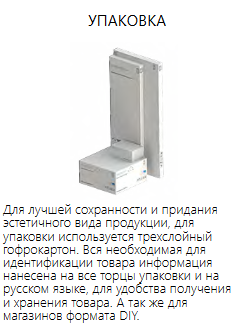 УПАКОВКА
Для лучшей сохранности и придания
эстетичного вида продукции, для
упаковки используется трехслойный
гофрокартон. Вся необходимая для
идентификации товара информация
нанесена на все торцы упаковки и на
русском языке, для удобства получения
и хранения товара. А так же для
магазинов формата DIY.